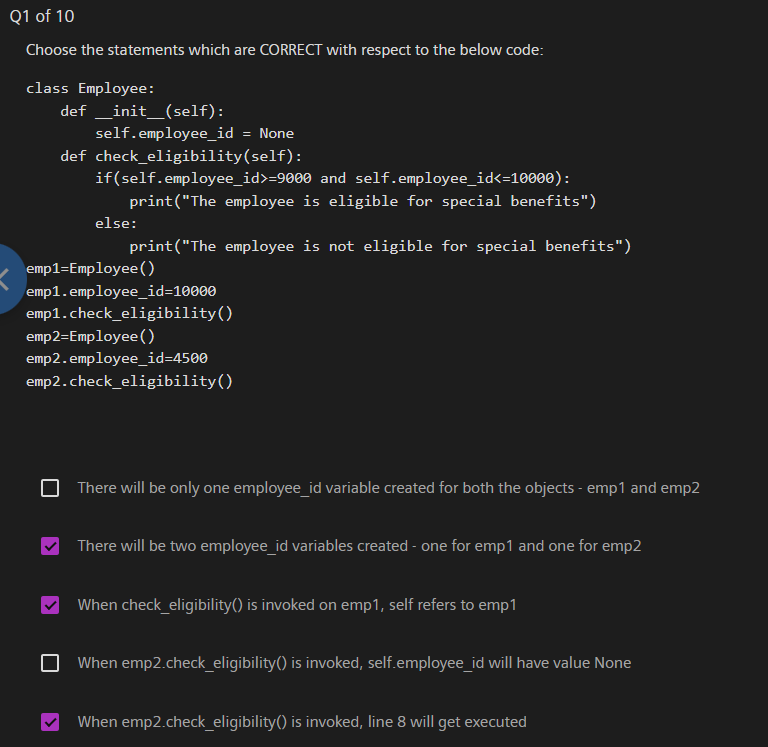 Q1 of 10
Choose the statements which are CORRECT with respect to the below code:
class Employee:
    def __init__(self):
        self.employee_id = None
    def check_eligibility(self):
        if(self.employee_id>=9000 and self.employee_id<=10000):
            print("The employee is eligible for special benefits")
        else:
            print("The employee is not eligible for special benefits")
emp1=Employee()
emp1.employee_id=10000
emp1.check_eligibility()
emp2=Employee()
emp2.employee_id=4500
emp2.check_eligibility()
There will be only one employee_id variable created for both the objects - emp1 and emp2
There will be two employee_id variables created - one for emp1 and one for emp2
When check_eligibility() is invoked on emp1, self refers to emp1
When emp2.check_eligibility() is invoked, self.employee_id will have value None
When emp2.check_eligibility() is invoked, line 8 will get executed